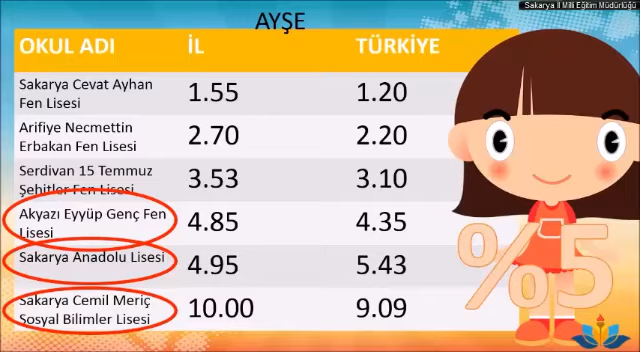 Sakarya İl Milli Eğitim Müdürlüğü
AYŞE
OKUL ADI İL TÜRKİYE
Sakarya Cevat Ayhan
Fen Lisesi
1.55 1.20
Arifiye Necmettin
Erbakan Fen Lisesi
2.70 2.20
Serdivan 15 Temmuz
Şehitler Fen Lisesi
3.53 3.10
Akyazı Eyyüp Genç Fen
Lisesi
4.85 4.35
Sakarya Anadolu Lisesi
4.95 5.43
Sakarya Cemil Meriç
Sosyal Bilimler Lisesi
10.00 9.09
%5